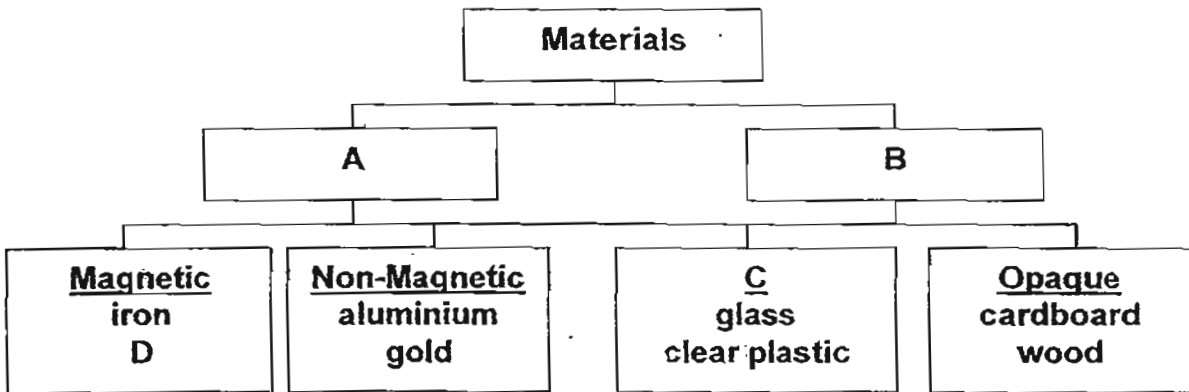 Materials
A
B
Magnetic
iron
D
Non-Magnetic
aluminium
gold
C
glass
clear plastic
Opaque
cardboard
wood